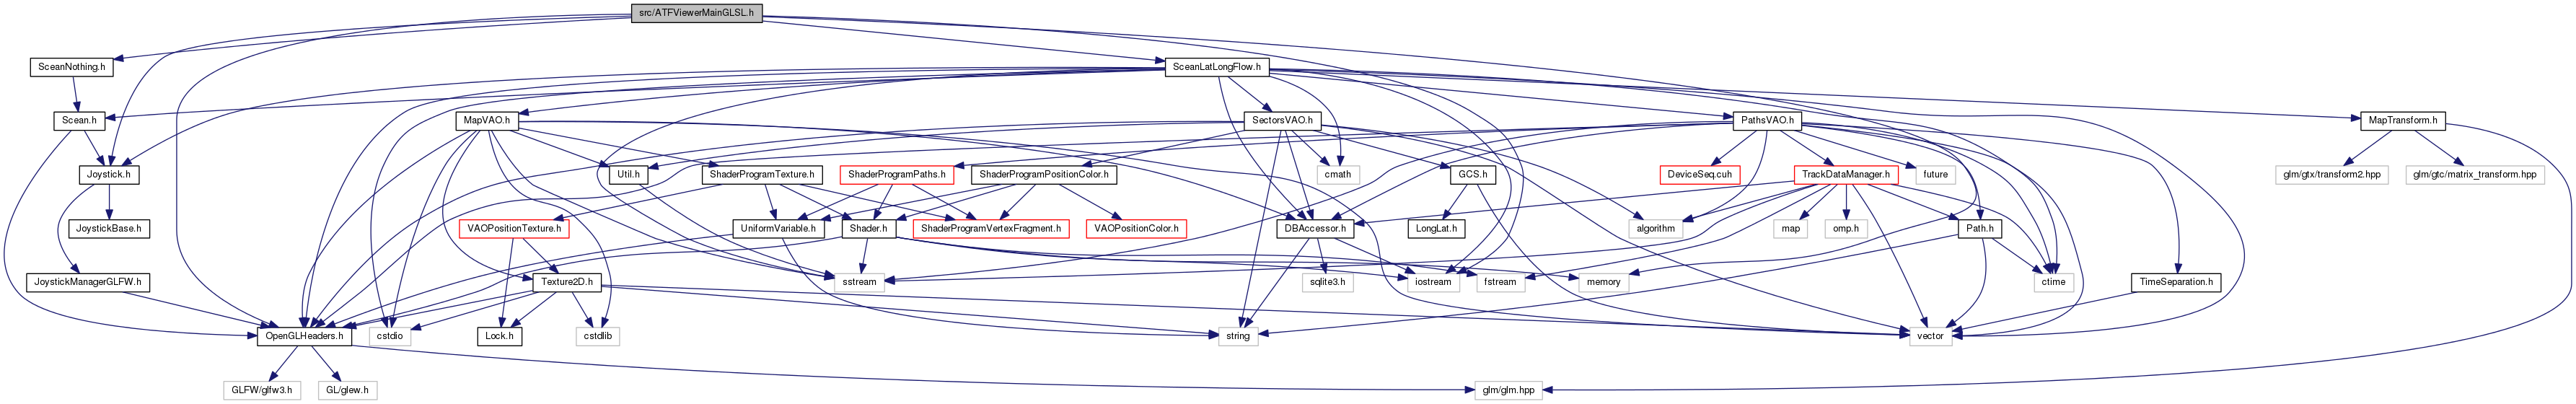 src/ATFViewerMainGLSL.h
SceanNothing.h
SceanLatLongFlow.h
Scean.h
MapVAO.h
SectorsVAO.h
PathsVAO.h
MapTransform.h
Joystick.h
Util.h
ShaderProgramTexture.h
ShaderProgramPaths.h
ShaderProgramPositionColor.h
cmath
GCS.h
DeviceSeq.cuh
TrackDataManager.h
future
glm/gtx/transform2.hpp
glm/gtc/matrix_transform.hpp
JoystickBase.h
VAOPositionTexture.h
UniformVariable.h
Shader.h
ShaderProgramVertexFragment.h
VAOPositionColor.h
DBAccessor.h
LongLat.h
algorithm
map
omp.h
Path.h
JoystickManagerGLFW.h
Texture2D.h
sstream
sqlite3.h
iostream
fstream
memory
ctime
TimeSeparation.h
OpenGLHeaders.h
cstdio
Lock.h
cstdlib
string
vector
GLFW/glfw3.h
GL/glew.h
glm/glm.hpp